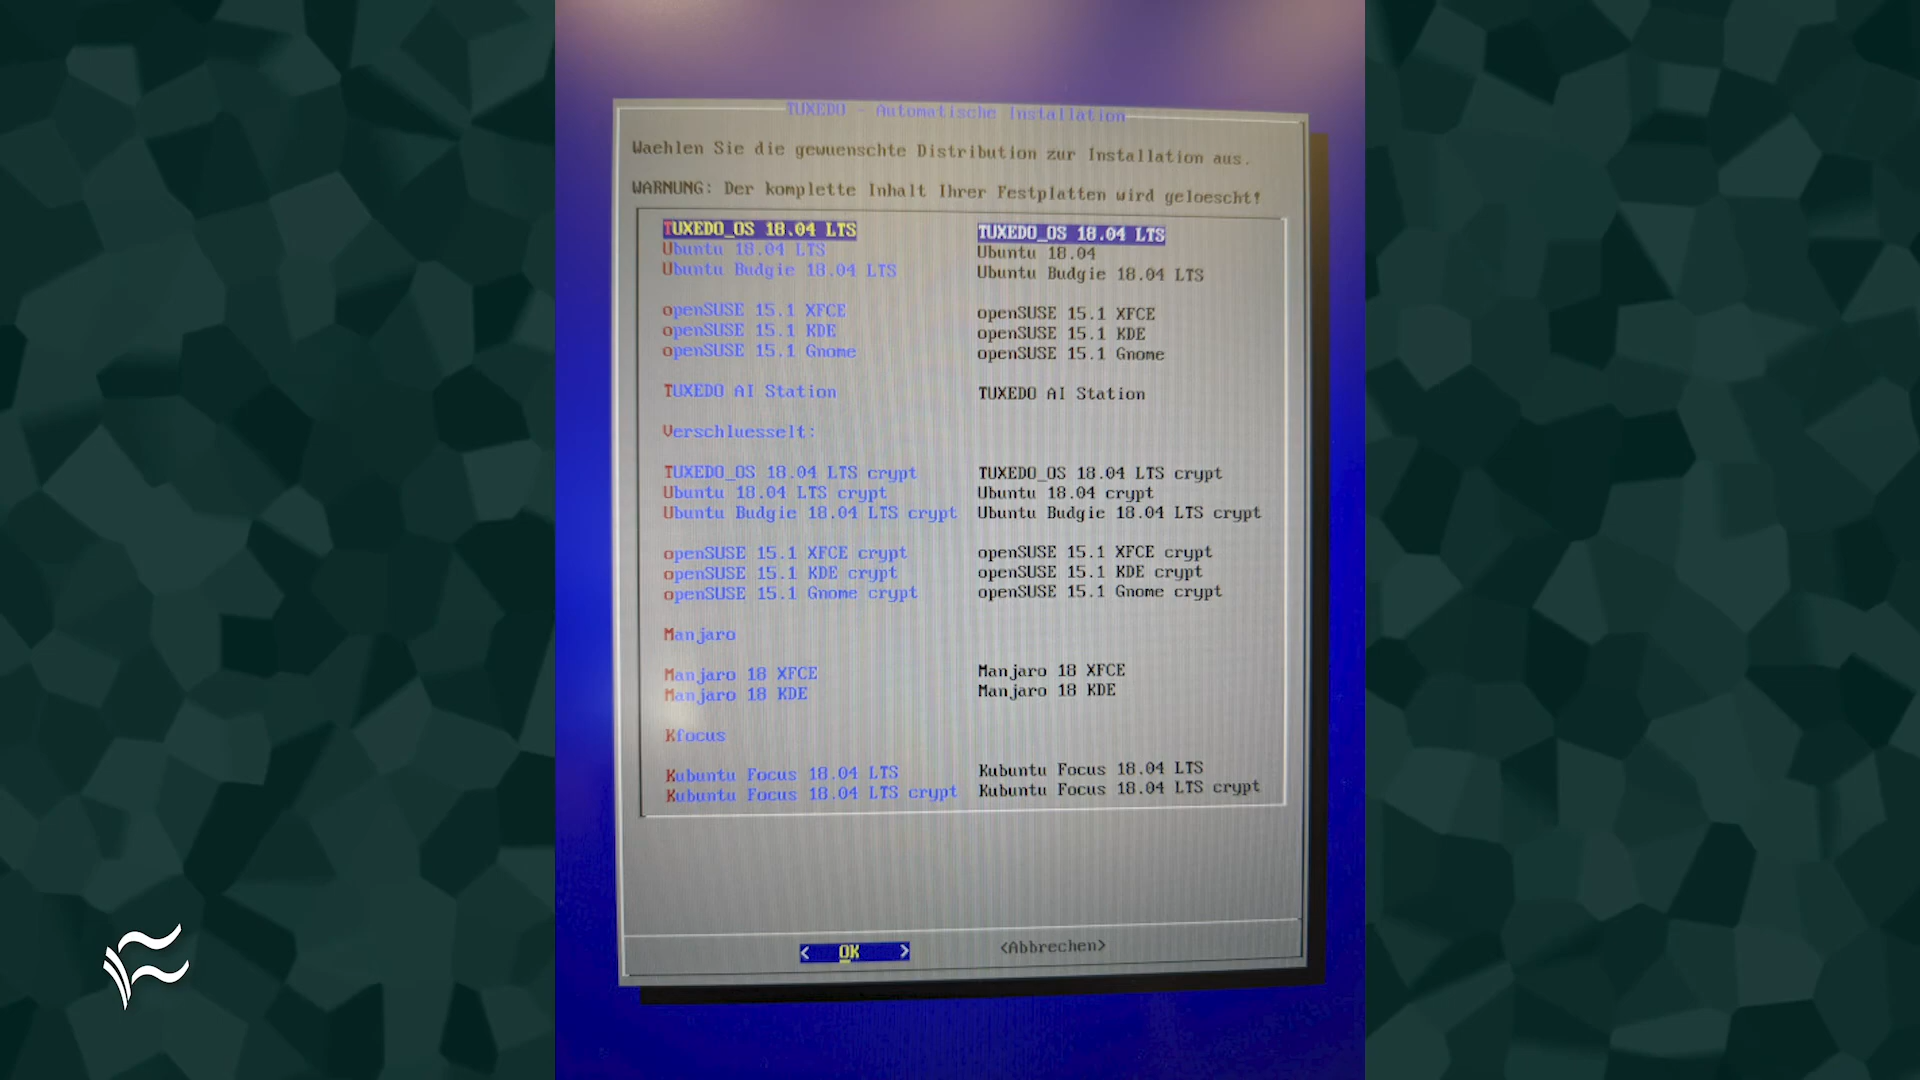 TUXEDO - Automatische Installation
Waehlen Sie die gewuenschte Distribution zur Installation aus.
WARNUNG: Der komplette Inhalt Ihrer Festplatten wird geloescht!
TUXEDO_OS 18.04 LTS TUXEDO_OS 18.04 LTS
Ubuntu 18.04 LTS Ubuntu 18.04
Ubuntu Budgie 18.04 LTS Ubuntu Budgie 18.04 LTS
openSUSE 15.1 XFCE openSUSE 15.1 XFCE
openSUSE 15.1 KDE openSUSE 15.1 KDE
openSUSE 15.1 Gnome openSUSE 15.1 Gnome
TUXEDO AI Station TUXEDO AI Station
Verschluesselt:
TUXEDO_OS 18.04 LTS crypt TUXEDO_OS 18.04 LTS crypt
Ubuntu 18.04 LTS crypt Ubuntu 18.04 crypt
Ubuntu Budgie 18.04 LTS crypt Ubuntu Budgie 18.04 LTS crypt
openSUSE 15.1 XFCE crypt openSUSE 15.1 XFCE crypt
openSUSE 15.1 KDE crypt openSUSE 15.1 KDE crypt
openSUSE 15.1 Gnome crypt openSUSE 15.1 Gnome crypt
Manjaro
Manjaro 18 XFCE Manjaro 18 XFCE
Manjaro 18 KDE Manjaro 18 KDE
Kfocus
Kubuntu Focus 18.04 LTS Kubuntu Focus 18.04 LTS
Kubuntu Focus 18.04 LTS crypt Kubuntu Focus 18.04 LTS crypt
< OK > <Abbrechen>